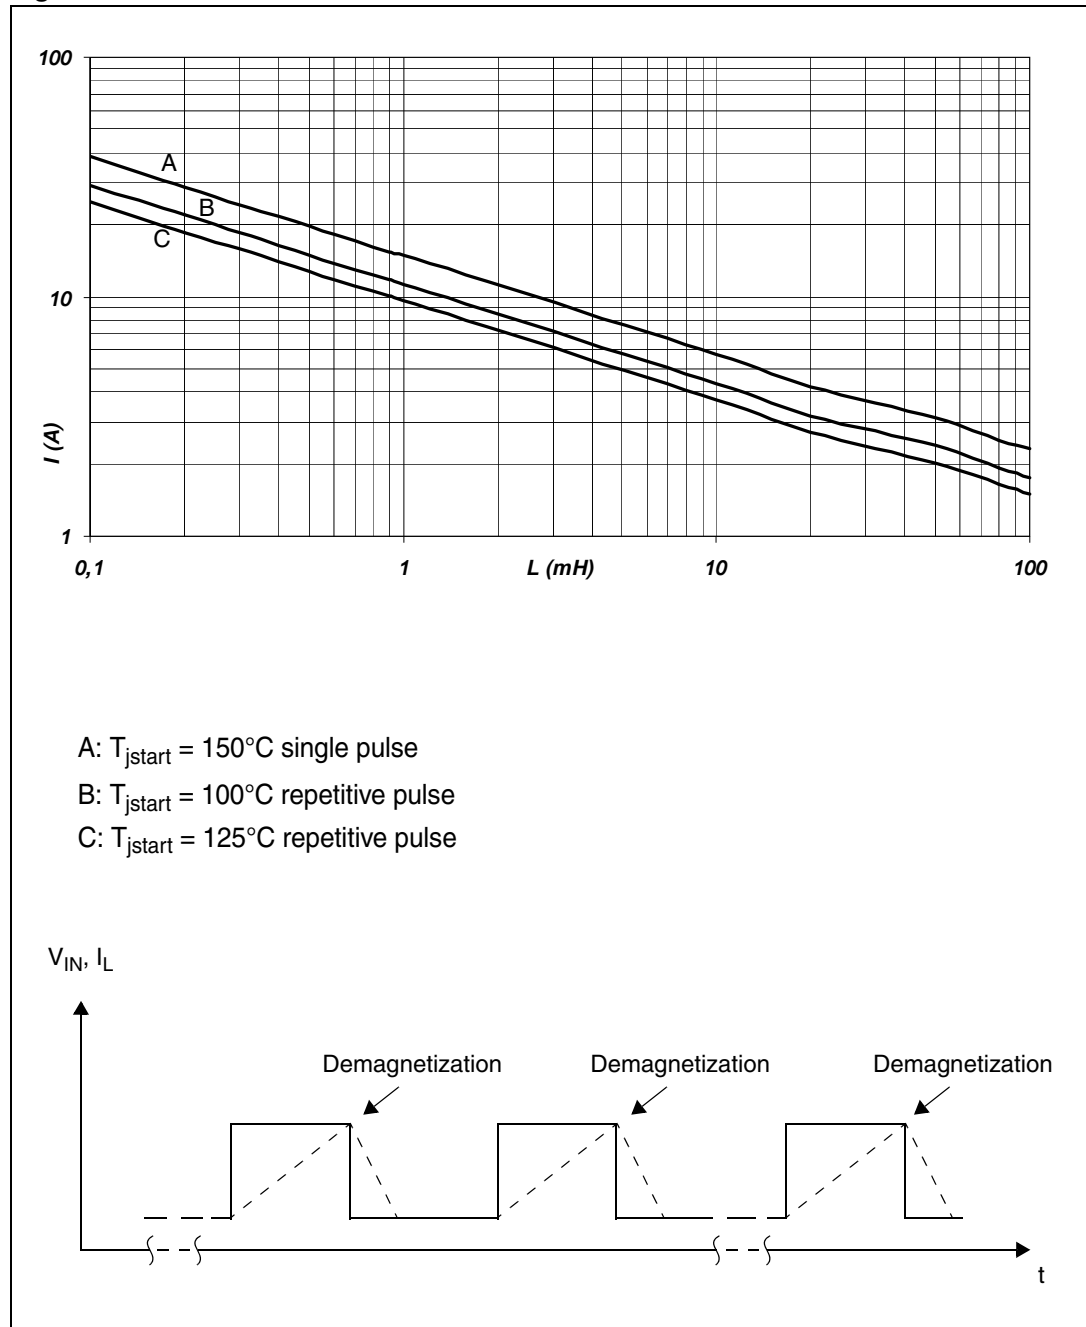 100
A
B
C
10
I (A)
1
0,1
1
L (mH)
10
100
A: Tjstart = 150°C single pulse
B: Tjstart = 100°C repetitive pulse
C: Tjstart = 125°C repetitive pulse
VIN, IL
Demagnetization
Demagnetization
Demagnetization
t